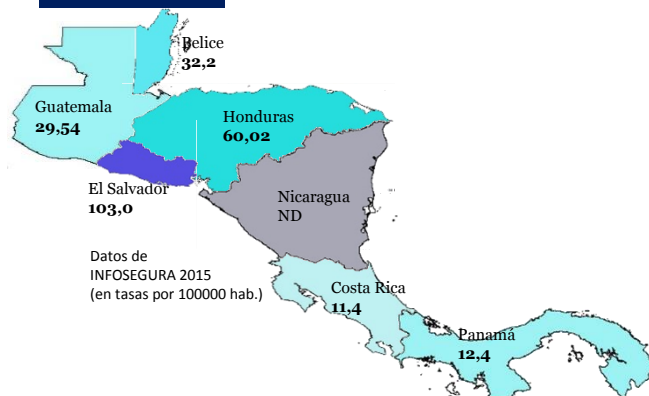 Belice
32,2
Guatemala
29,54
Honduras
60,02
El Salvador
103,0
Nicaragua
ND
Datos de
INFOSEGURA 2015
(en tasas por 100000 hab.)
Costa Rica
11,4
Panamá
12,4